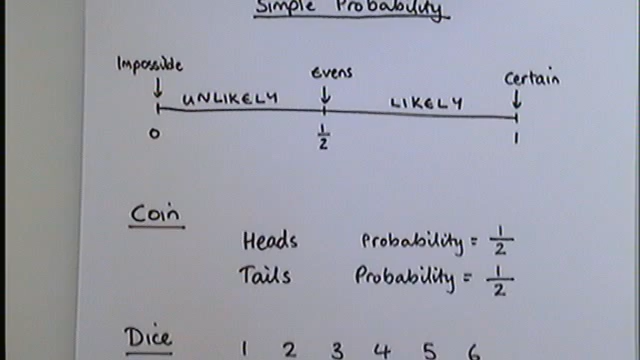 Simple Probability
Impossible Evens Certain
UNLIKELY LIKELY
0 1/2 1
Coin
Heads Probability = 1/2
Tails Probability = 1/2
Dice 1 2 3 4 5 6